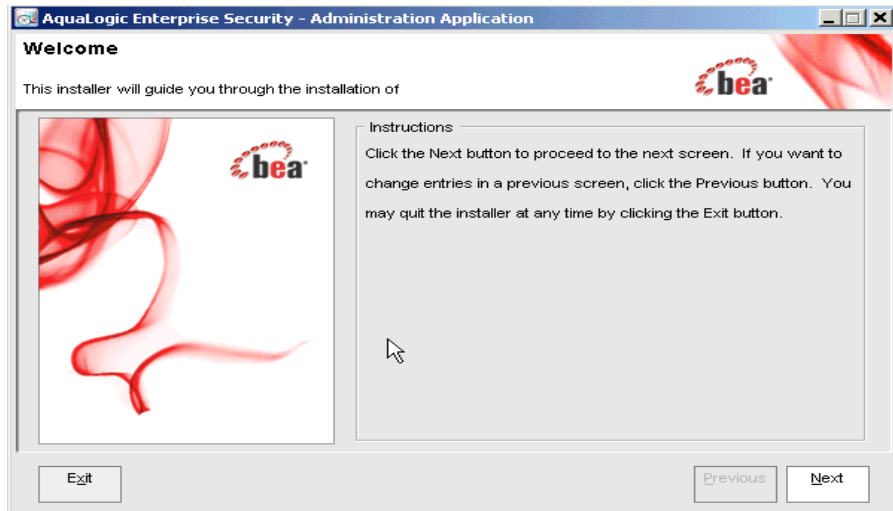 AquaLogic Enterprise Security - Administration Application
Welcome
This installer will guide you through the installation of
bea
bea
Instructions
Click the Next button to proceed to the next screen. If you want to
change entries in a previous screen, click the Previous button. You
may quit the installer at any time by clicking the Exit button.
Exit
Previous
Next